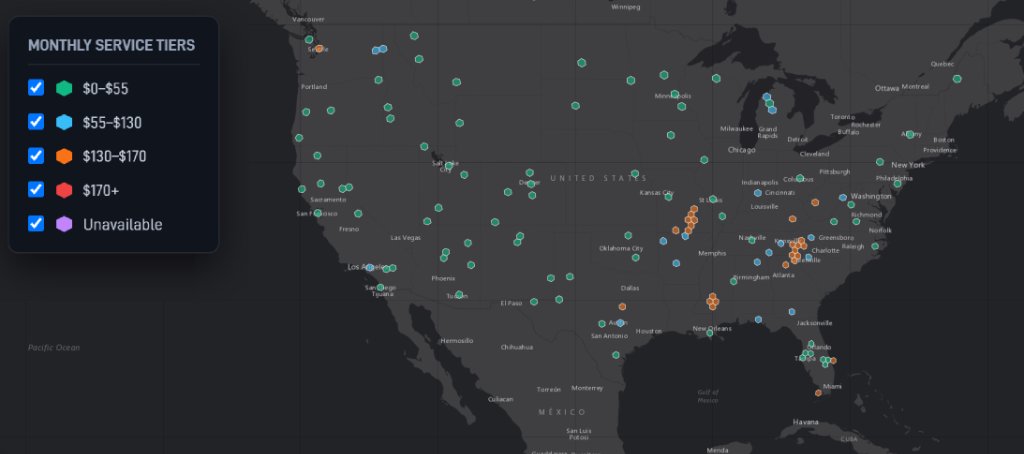 MONTHLY SERVICE TIERS
$0–$55
$55–$130
$130–$170
$170+
Unavailable
Vancouver
Winnipeg
Seattle
Quebec
Portland
Ottawa
Montreal
Minneapolis
Toronto
Rochester
Buffalo
Albany
Milwaukee
Grand
Rapids
Detroit
Boston
Providence
Chicago
Cleveland
Salt Lake
City
New York
Pittsburgh
UNITED STATES
Denver
Indianapolis
Columbus
Philadelphia
Sacramento
Kansas City
Cincinnati
Washington
San Francisco
St Louis
Louisville
Richmond
Fresno
Norfolk
Las Vegas
Nashville
Greensboro
Raleigh
Oklahoma City
Memphis
Charlotte
Los Angeles
Phoenix
Birmingham
Atlanta
San Diego
Tijuana
Tucson
Dallas
El Paso
Austin
Houston
New Orleans
Jacksonville
San Antonio
Pacific Ocean
Hermosillo
Chihuahua
Orlando
Tampa
Torreón
Monterrey
Miami
Culiacan
Gulf of
Mexico
MÉXICO
Havana
San Luis
Potosí
CUBA
Merida